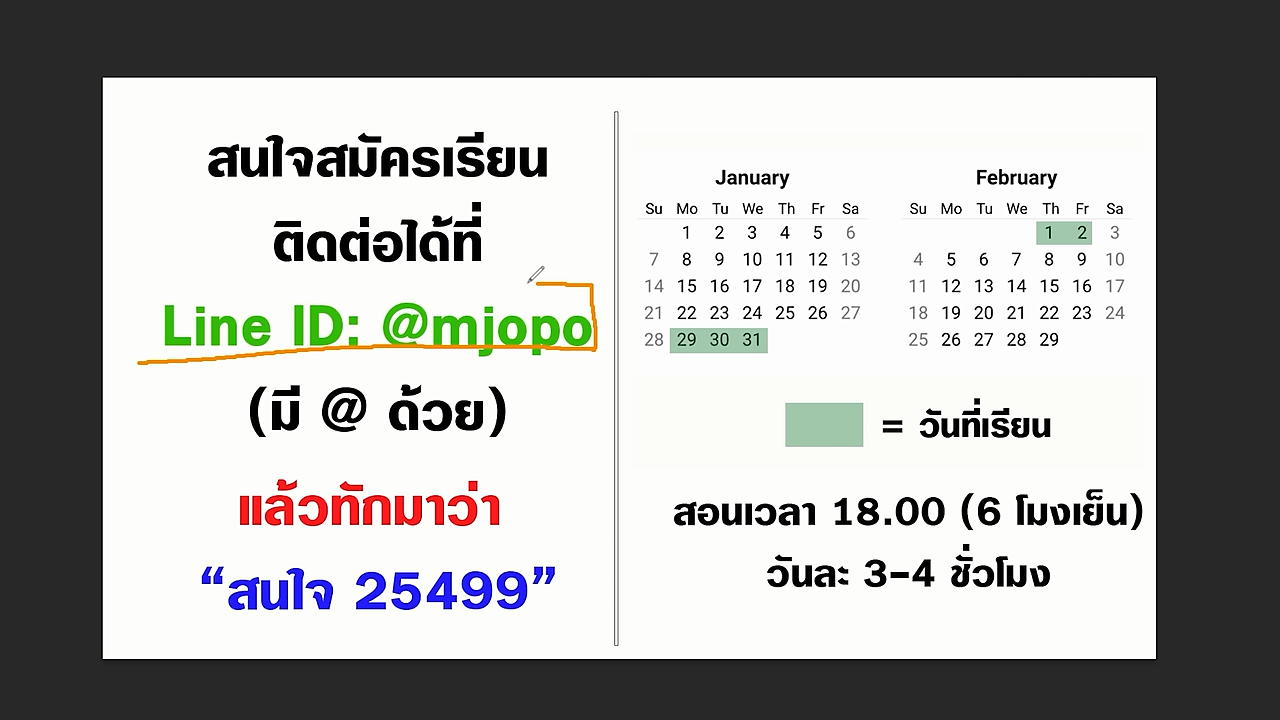 สนใจสมัครเรียน
ติดต่อได้ที่
Line ID: @mjopo
(มี @ ด้วย)
แล้วทักมาว่า
“สนใจ 25499”
January
Su Mo Tu We Th Fr Sa
1 2 3 4 5 6
7 8 9 10 11 12 13
14 15 16 17 18 19 20
21 22 23 24 25 26 27
28 29 30 31
February
Su Mo Tu We Th Fr Sa
1 2 3
4 5 6 7 8 9 10
11 12 13 14 15 16 17
18 19 20 21 22 23 24
25 26 27 28 29
= วันที่เรียน
สอนเวลา 18.00 (6 โมงเย็น)
วันละ 3-4 ชั่วโมง